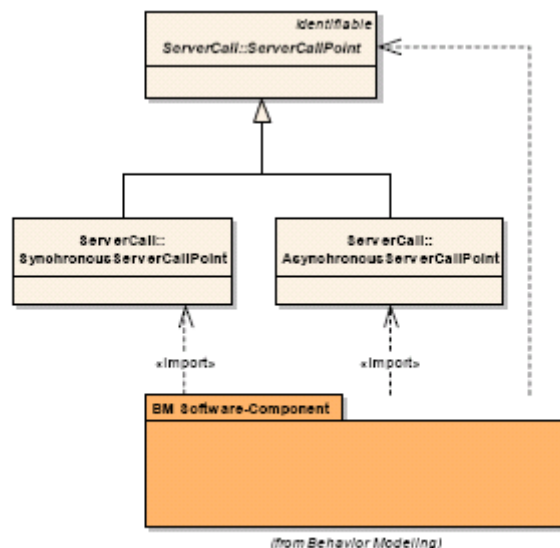 Identifiable
ServerCall::ServerCallPoint
ServerCall::
SynchronousServerCallPoint
ServerCall::
AsynchronousServerCallPoint
«import»
«import»
BM Software-Component
(from Behavior Modeling)